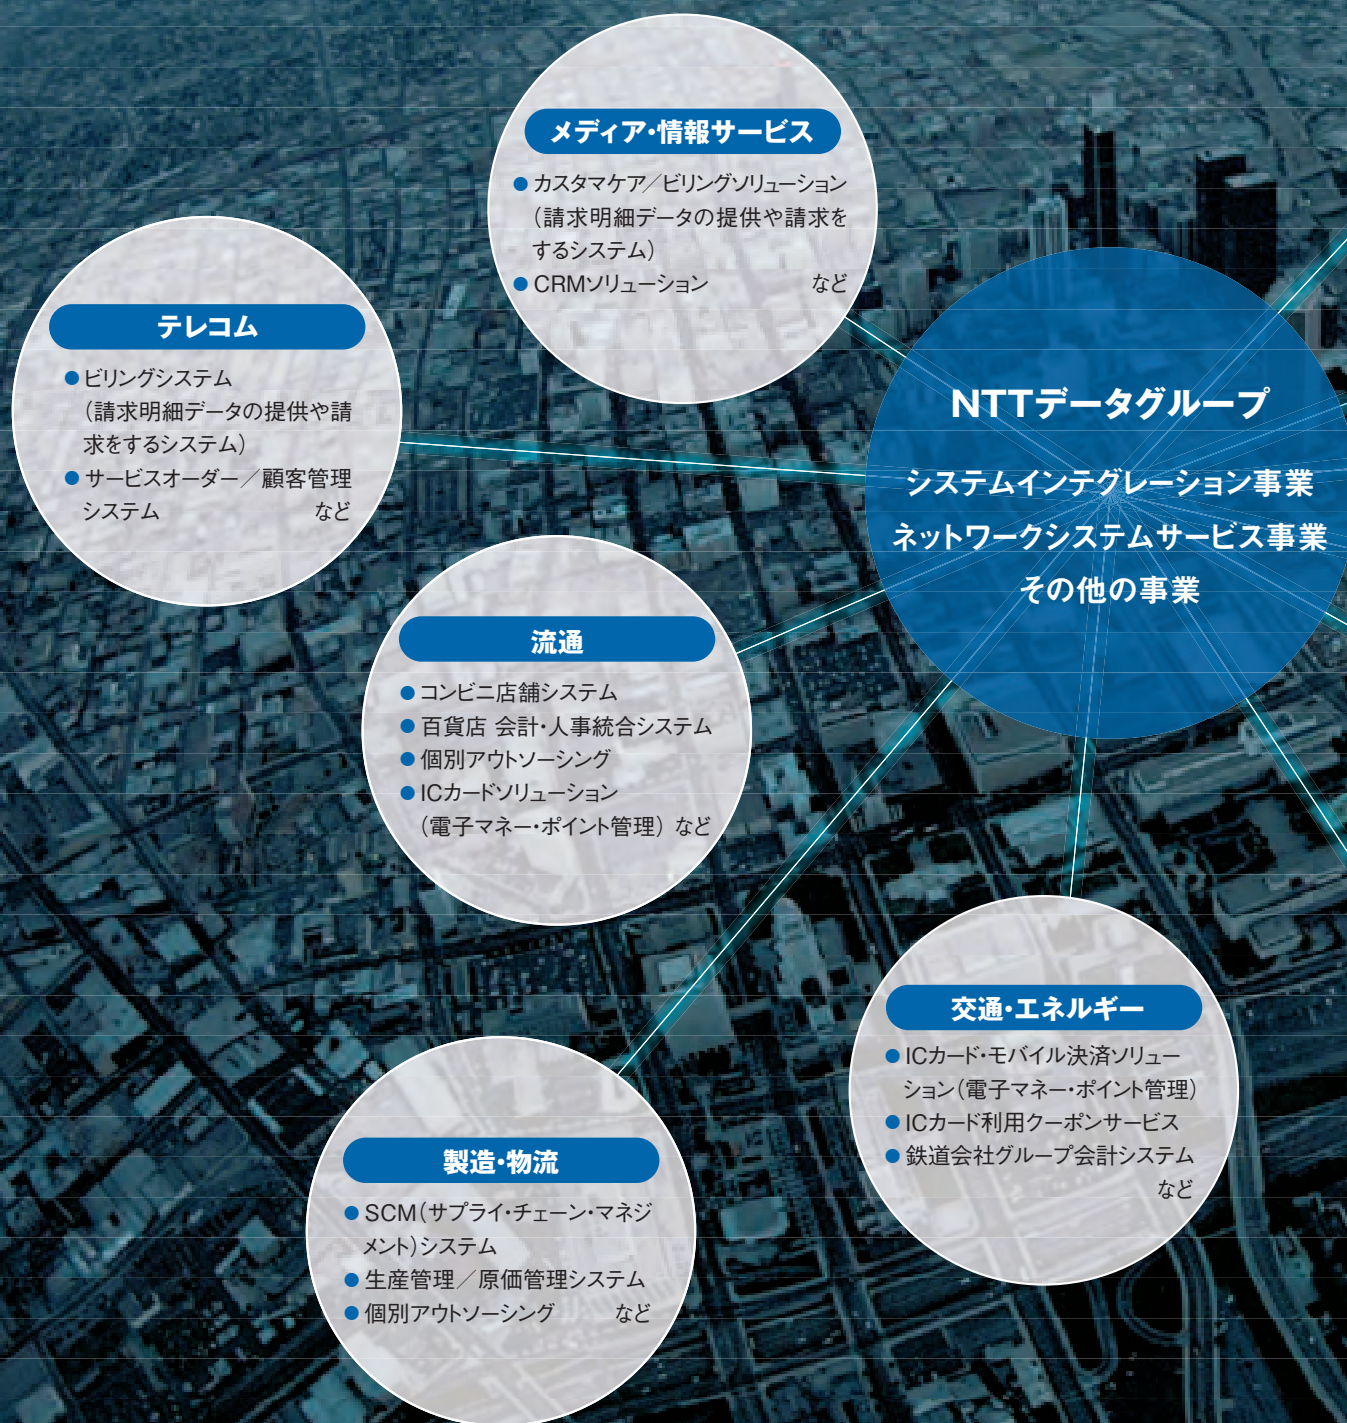 メディア・情報サービス
●カスタマケア／ビリングソリューション
（請求明細データの提供や請求を
するシステム）
●CRMソリューション など
テレコム
●ビリングシステム
（請求明細データの提供や請
求をするシステム）
●サービスオーダー／顧客管理
システム など
NTTデータグループ
システムインテグレーション事業
ネットワークシステムサービス事業
その他の事業
流通
●コンビニ店舗システム
●百貨店 会計・人事統合システム
●個別アウトソーシング
●ICカードソリューション
（電子マネー・ポイント管理） など
交通・エネルギー
●ICカード・モバイル決済ソリュー
ション（電子マネー・ポイント管理）
●ICカード利用クーポンサービス
●鉄道会社グループ会計システム
など
製造・物流
●SCM（サプライ・チェーン・マネジ
メント）システム
●生産管理／原価管理システム
●個別アウトソーシング など